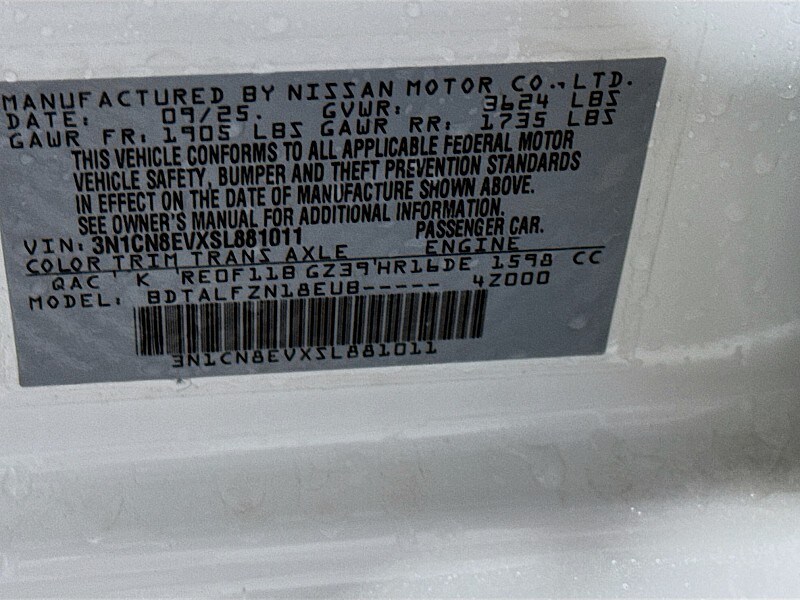 MANUFACTURED BY NISSAN MOTOR CO., LTD.
DATE: 09/25. GVWR: 3624 LBS
GAWR FR: 1905 LBS GAWR RR: 1735 LBS
THIS VEHICLE CONFORMS TO ALL APPLICABLE FEDERAL MOTOR
VEHICLE SAFETY, BUMPER AND THEFT PREVENTION STANDARDS
IN EFFECT ON THE DATE OF MANUFACTURE SHOWN ABOVE.
SEE OWNER'S MANUAL FOR ADDITIONAL INFORMATION.
VIN: 3N1CN8EVXSL881011 PASSENGER CAR.
COLOR TRIM TRANS AXLE ENGINE
QAC K RE0F11B GZ39 HR16DE 1598 CC
MODEL: BDTALFZN18EUB----- 4Z000
3N1CN8EVXSL881011